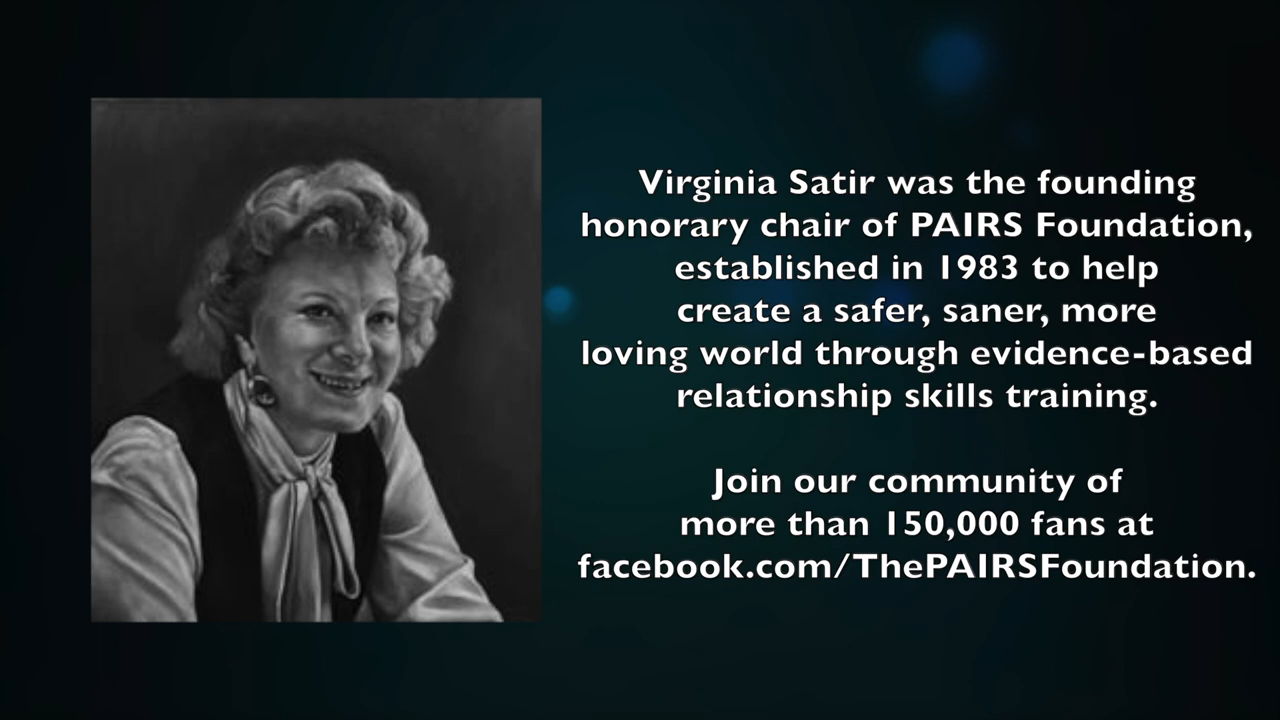 Virginia Satir was the founding
honorary chair of PAIRS Foundation,
established in 1983 to help
create a safer, saner, more
loving world through evidence-based
relationship skills training.
Join our community of
more than 150,000 fans at
facebook.com/ThePAIRSFoundation.